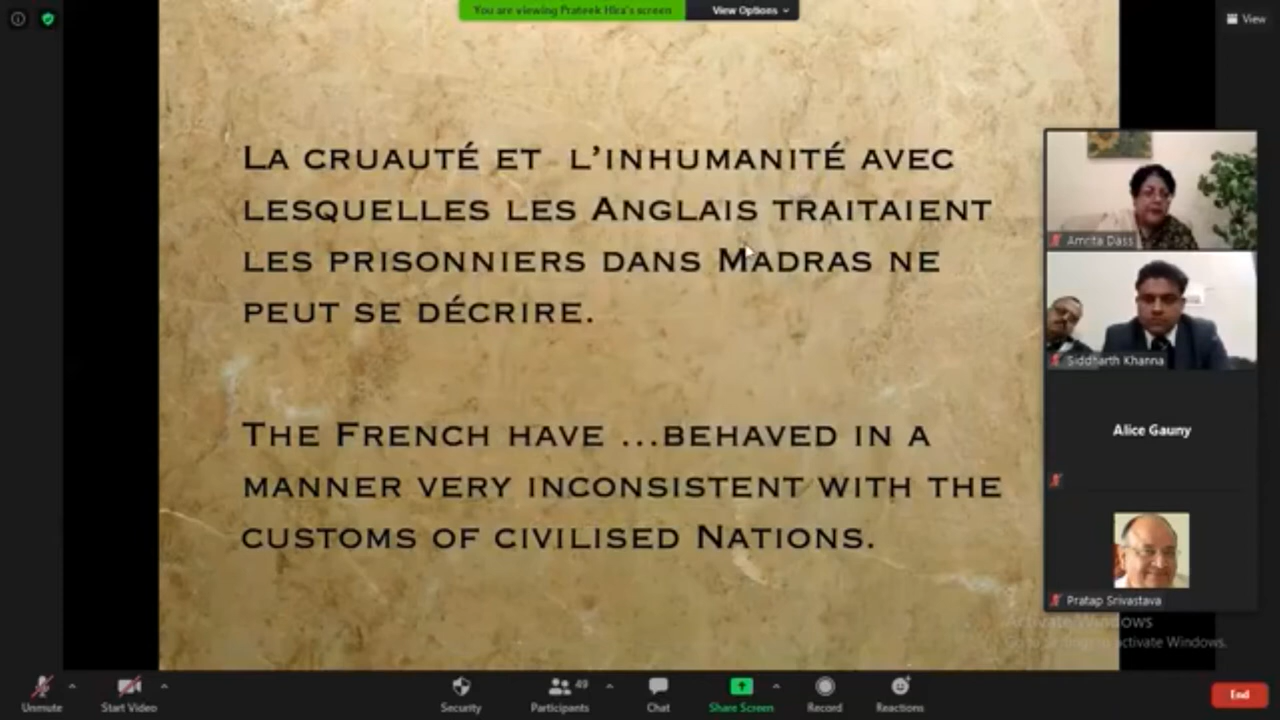 You are viewing Prateek Hira's screen
View Options
View
LA CRUAUTÉ ET L'INHUMANITÉ AVEC
LESQUELLES LES ANGLAIS TRAITAIENT
LES PRISONNIERS DANS MADRAS NE
PEUT SE DÉCRIRE.
THE FRENCH HAVE ...BEHAVED IN A
MANNER VERY INCONSISTENT WITH THE
CUSTOMS OF CIVILISED NATIONS.
Amrita Dass
Siddharth Khanna
Alice Gauny
Pratap Srivastava
Activate Windows
activate Windows.
Unmute
Start Video
Security
49
Participants
Chat
Share Screen
Record
Reactions
End